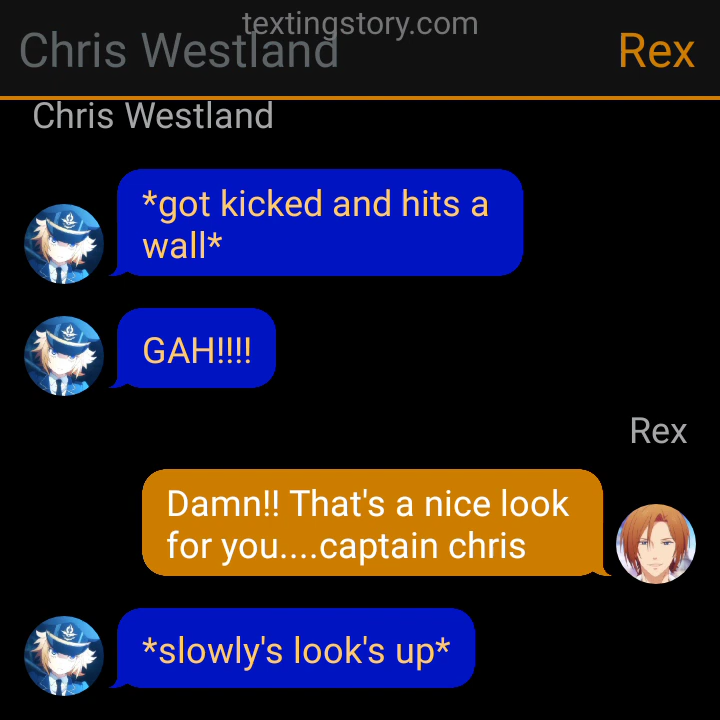 textingstory.com
Chris Westland
Rex
Chris Westland
*got kicked and hits a
wall*
GAH!!!!
Rex
Damn!! That's a nice look
for you....captain chris
*slowly's look's up*